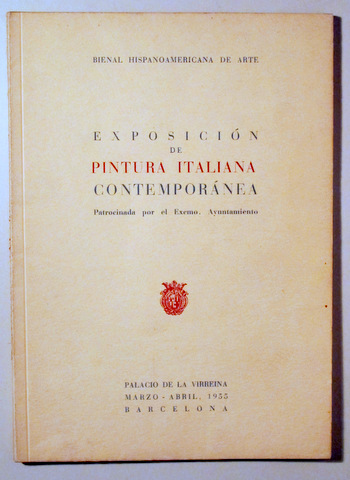 BIENAL HISPANOAMERICANA DE ARTE
EXPOSICIÓN
DE
PINTURA ITALIANA
CONTEMPORÁNEA
Patrocinada por el Excmo. Ayuntamiento
PALACIO DE LA VIRREINA
MARZO - ABRIL, 1955
BARCELONA